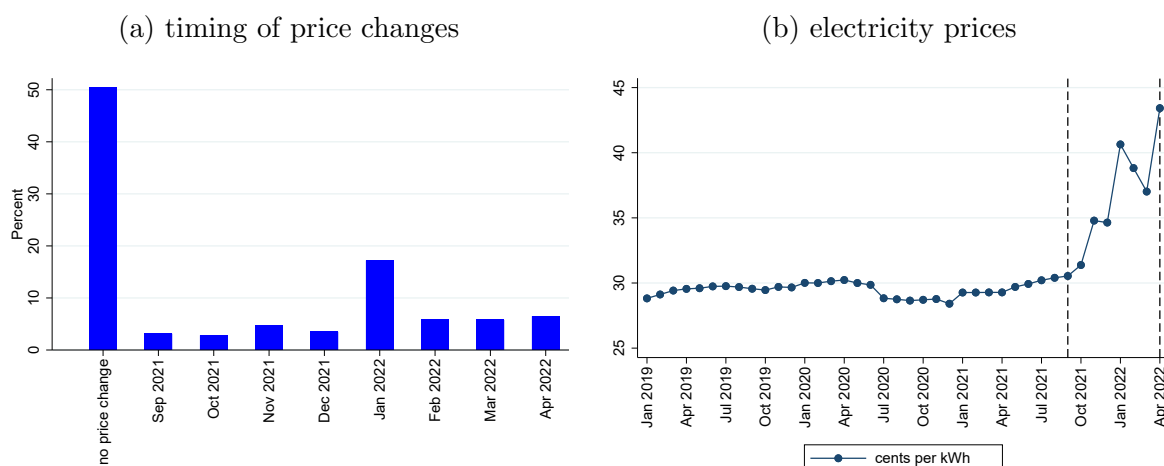 (a) timing of price changes
Percent
0
10
20
30
40
50
no price change
Sep 2021
Oct 2021
Nov 2021
Dec 2021
Jan 2022
Feb 2022
Mar 2022
Apr 2022
(b) electricity prices
45
40
35
30
25
Jan 2019
Apr 2019
Jul 2019
Oct 2019
Jan 2020
Apr 2020
Jul 2020
Oct 2020
Jan 2021
Apr 2021
Jul 2021
Oct 2021
Jan 2022
Apr 2022
cents per kWh